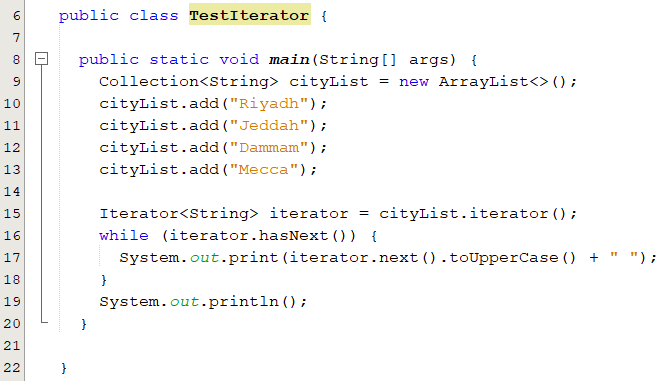 6 public class TestIterator {
7
8 public static void main(String[] args) {
9 Collection<String> cityList = new ArrayList<>();
10 cityList.add("Riyadh");
11 cityList.add("Jeddah");
12 cityList.add("Dammam");
13 cityList.add("Mecca");
14
15 Iterator<String> iterator = cityList.iterator();
16 while (iterator.hasNext()) {
17 System.out.print(iterator.next().toUpperCase() + " ");
18 }
19 System.out.println();
20 }
21
22 }